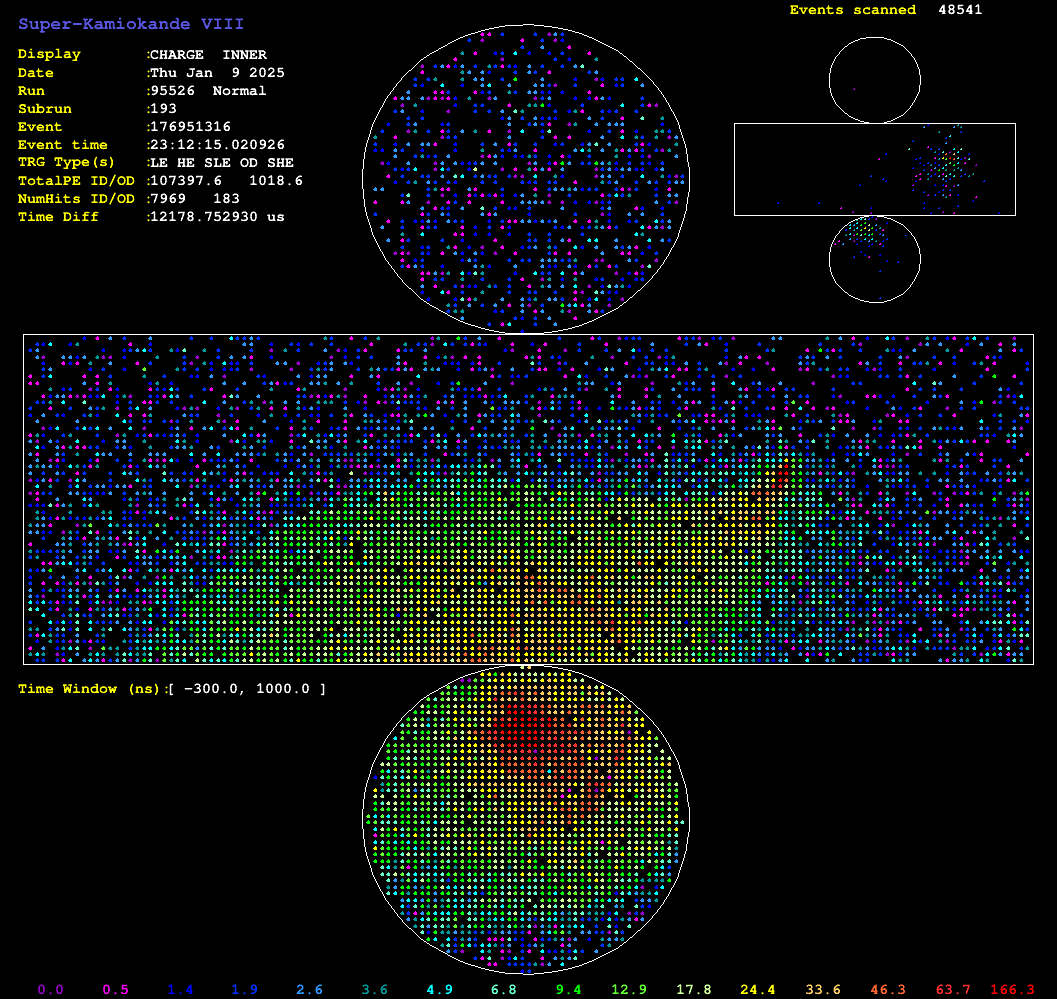 Super-Kamiokande VIII
Events scanned 48541
Display :CHARGE INNER
Date :Thu Jan 9 2025
Run :95526 Normal
Subrun :193
Event :176951316
Event time :23:12:15.020926
TRG Type(s) :LE HE SLE OD SHE
TotalPE ID/OD :107397.6 1018.6
NumHits ID/OD :7969 183
Time Diff :12178.752930 us
Time Window (ns):[ -300.0, 1000.0 ]
0.0 0.5 1.4 1.9 2.6 3.6 4.9 6.8 9.4 12.9 17.8 24.4 33.6 46.3 63.7 166.3